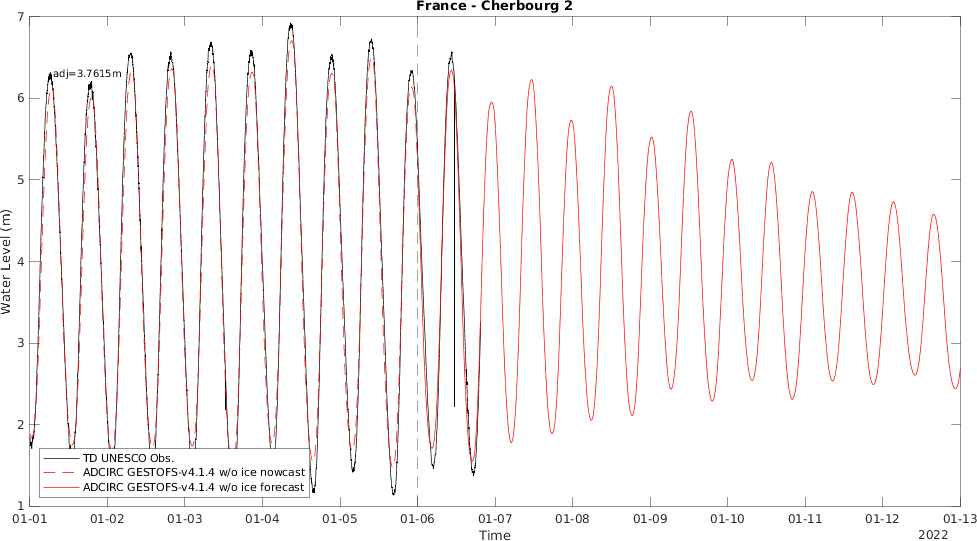 France - Cherbourg 2
7
adj=3.7615m
6
5
4
3
2
1
Water Level (m)
TD UNESCO Obs.
ADCIRC GESTOFS-v4.1.4 w/o ice nowcast
ADCIRC GESTOFS-v4.1.4 w/o ice forecast
01-01 01-02 01-03 01-04 01-05 01-06 01-07 01-08 01-09 01-10 01-11 01-12 01-13
Time
2022